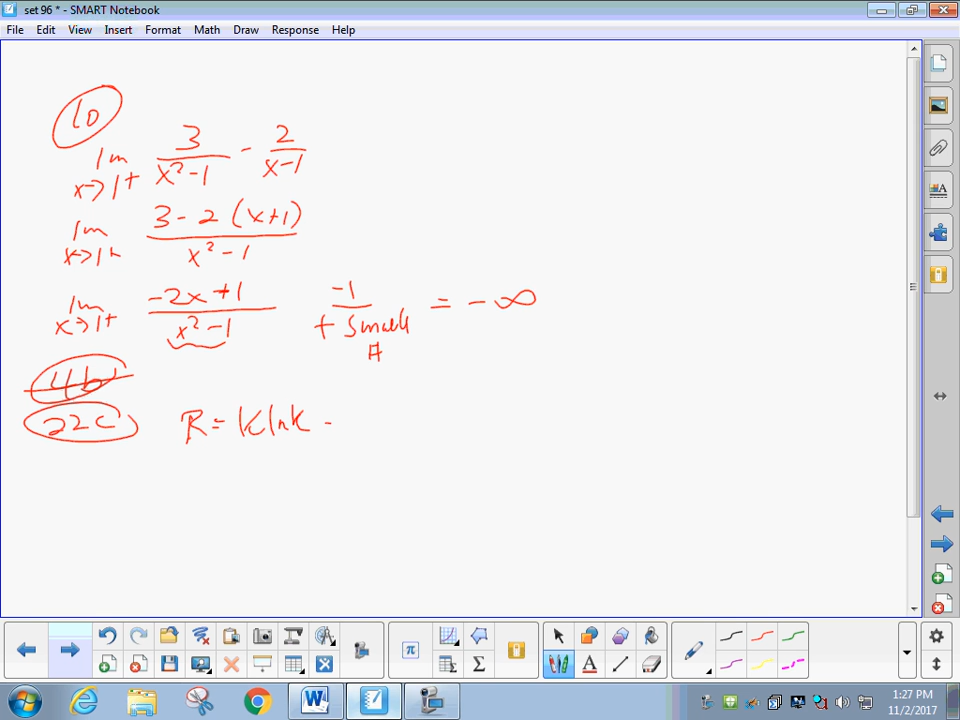 set 96 * - SMART Notebook
File Edit View Insert Format Math Draw Response Help
10
lim x→1+ 3/(x²-1) - 2/(x-1)
lim x→1+ (3-2(x+1))/(x²-1)
lim x→1+ (-2x+1)/(x²-1) -1/(+ small #) = -∞
4b
22c R = k ln k -
1:27 PM
11/2/2017